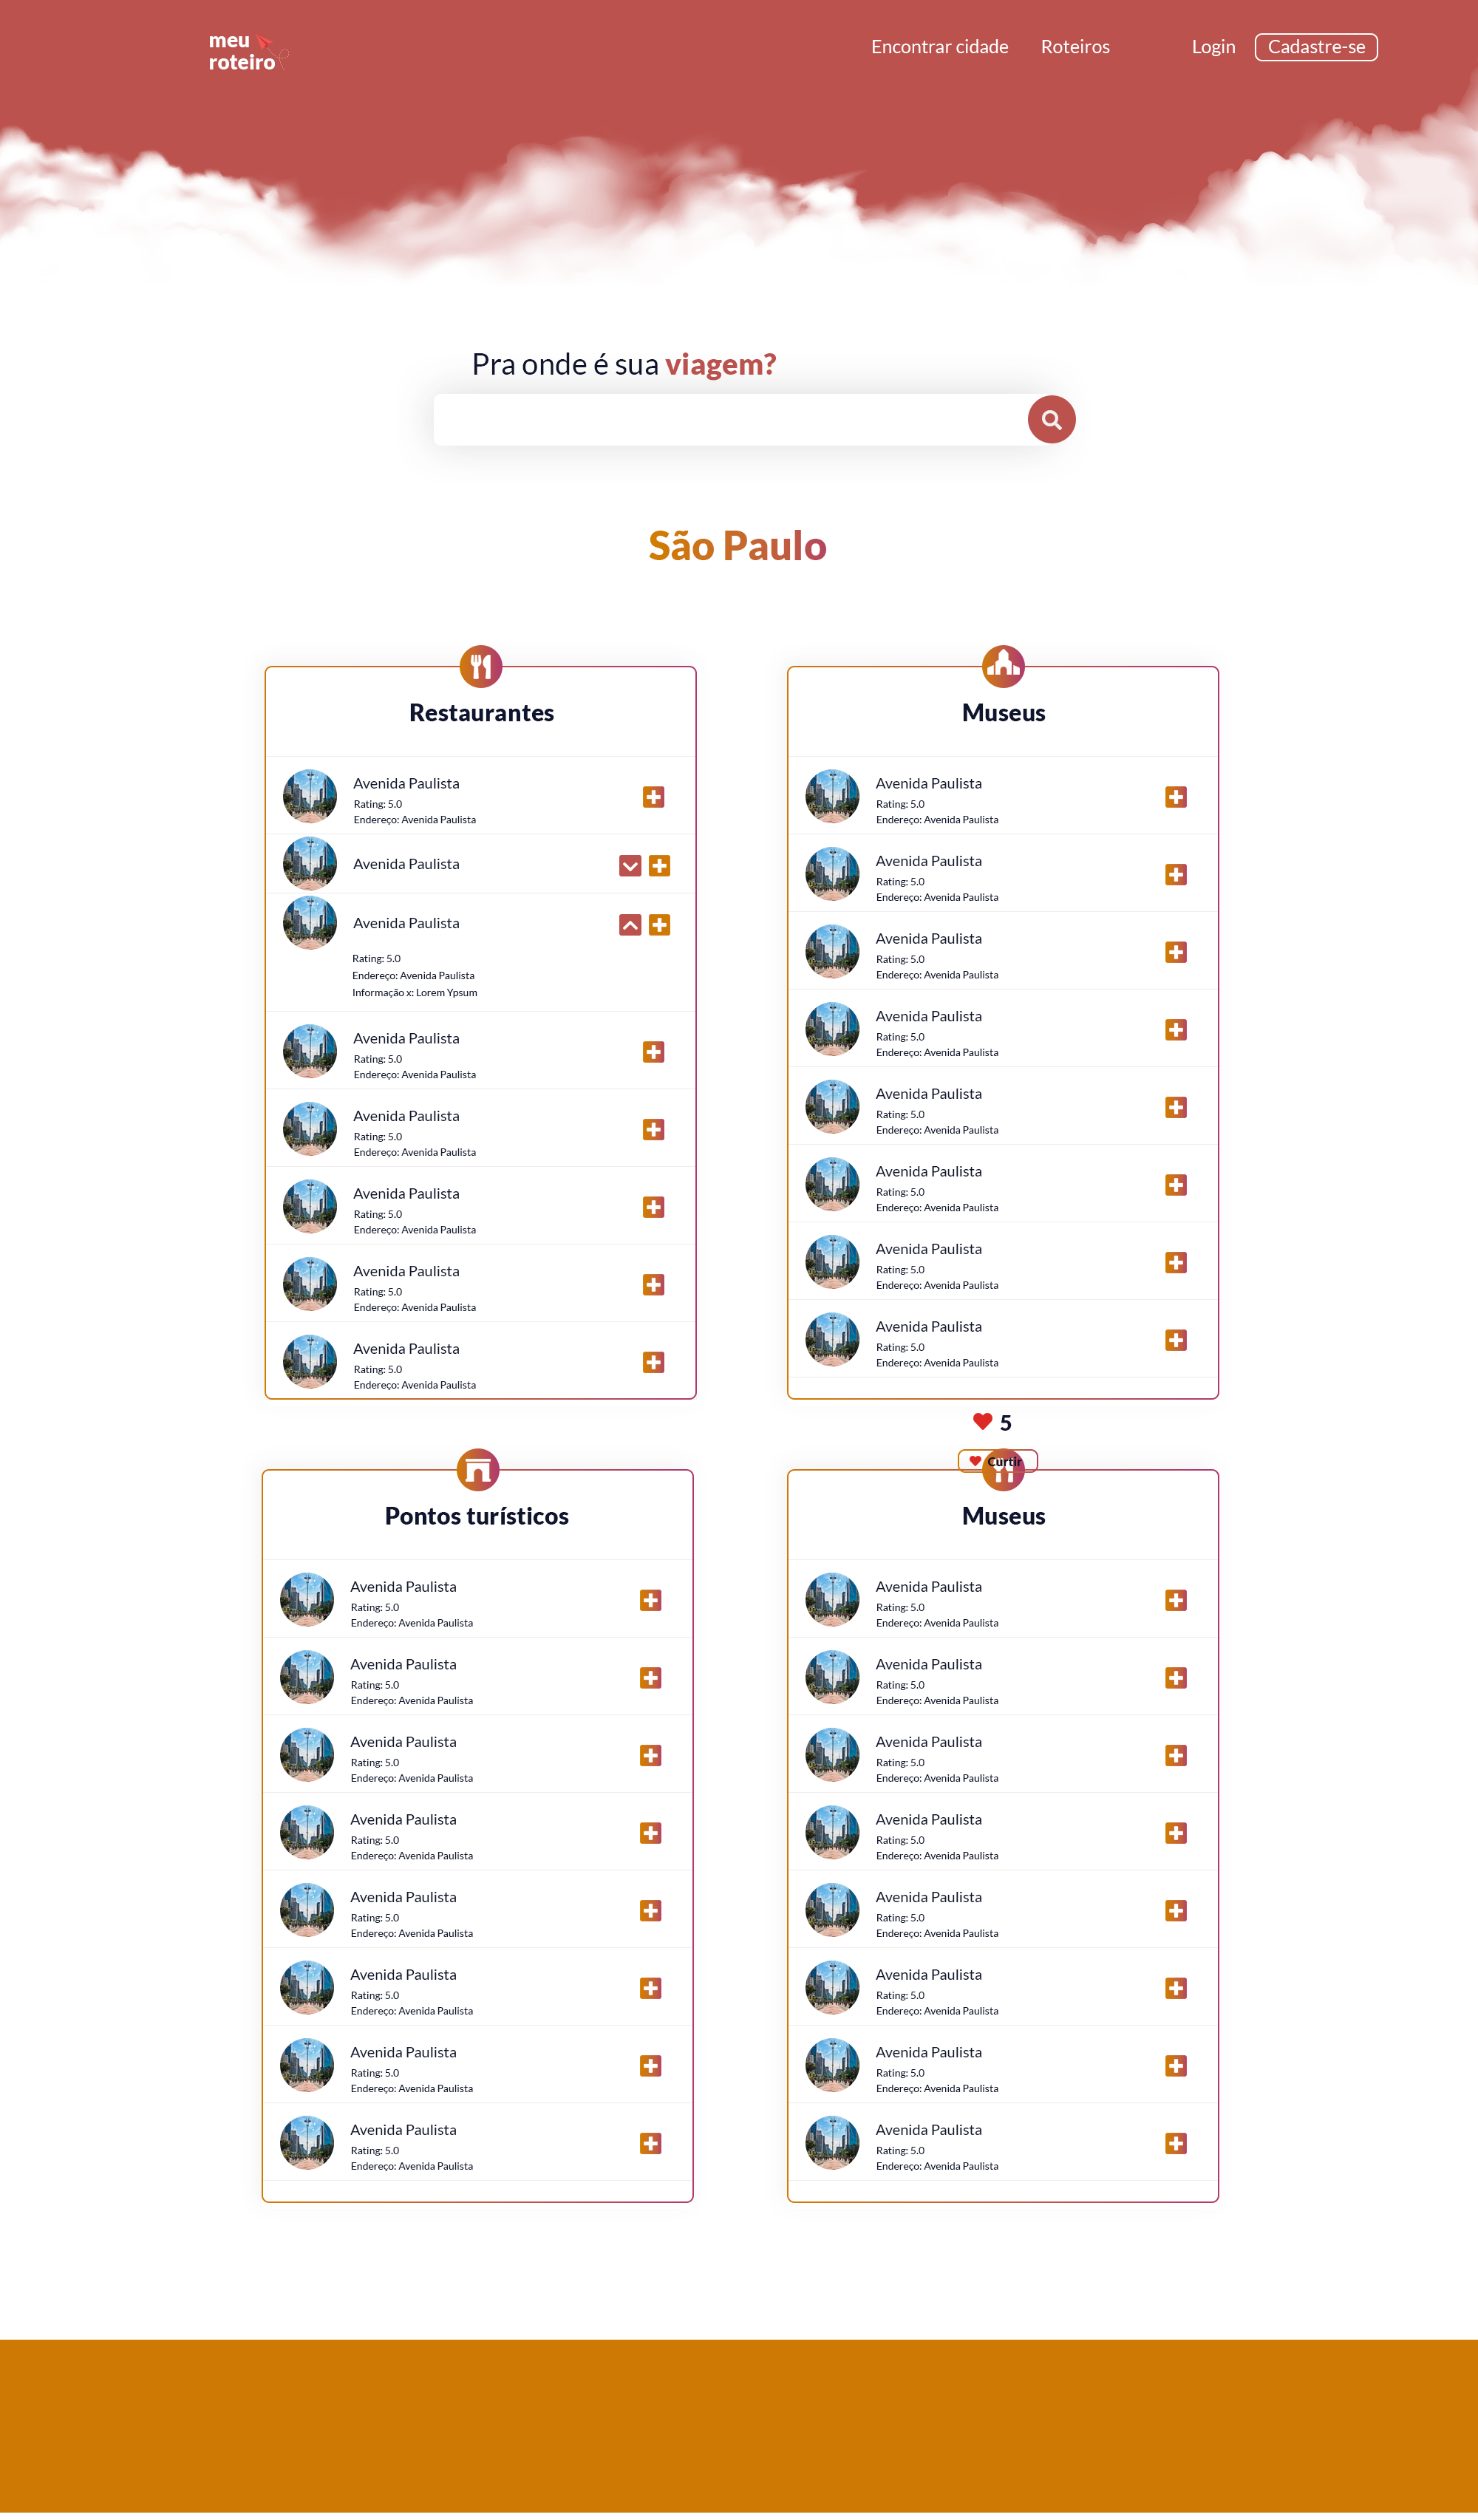 meu
roteiro
Encontrar cidade
Roteiros
Login
Cadastre-se
Pra onde é sua viagem?
São Paulo
Restaurantes
Avenida Paulista
Rating: 5.0
Endereço: Avenida Paulista
Avenida Paulista
Avenida Paulista
Rating: 5.0
Endereço: Avenida Paulista
Informação x: Lorem Ypsum
Avenida Paulista
Rating: 5.0
Endereço: Avenida Paulista
Avenida Paulista
Rating: 5.0
Endereço: Avenida Paulista
Avenida Paulista
Rating: 5.0
Endereço: Avenida Paulista
Avenida Paulista
Rating: 5.0
Endereço: Avenida Paulista
Avenida Paulista
Rating: 5.0
Endereço: Avenida Paulista
Museus
Avenida Paulista
Rating: 5.0
Endereço: Avenida Paulista
Avenida Paulista
Rating: 5.0
Endereço: Avenida Paulista
Avenida Paulista
Rating: 5.0
Endereço: Avenida Paulista
Avenida Paulista
Rating: 5.0
Endereço: Avenida Paulista
Avenida Paulista
Rating: 5.0
Endereço: Avenida Paulista
Avenida Paulista
Rating: 5.0
Endereço: Avenida Paulista
Avenida Paulista
Rating: 5.0
Endereço: Avenida Paulista
Avenida Paulista
Rating: 5.0
Endereço: Avenida Paulista
5
Curtir
Pontos turísticos
Avenida Paulista
Rating: 5.0
Endereço: Avenida Paulista
Avenida Paulista
Rating: 5.0
Endereço: Avenida Paulista
Avenida Paulista
Rating: 5.0
Endereço: Avenida Paulista
Avenida Paulista
Rating: 5.0
Endereço: Avenida Paulista
Avenida Paulista
Rating: 5.0
Endereço: Avenida Paulista
Avenida Paulista
Rating: 5.0
Endereço: Avenida Paulista
Avenida Paulista
Rating: 5.0
Endereço: Avenida Paulista
Avenida Paulista
Rating: 5.0
Endereço: Avenida Paulista
Museus
Avenida Paulista
Rating: 5.0
Endereço: Avenida Paulista
Avenida Paulista
Rating: 5.0
Endereço: Avenida Paulista
Avenida Paulista
Rating: 5.0
Endereço: Avenida Paulista
Avenida Paulista
Rating: 5.0
Endereço: Avenida Paulista
Avenida Paulista
Rating: 5.0
Endereço: Avenida Paulista
Avenida Paulista
Rating: 5.0
Endereço: Avenida Paulista
Avenida Paulista
Rating: 5.0
Endereço: Avenida Paulista
Avenida Paulista
Rating: 5.0
Endereço: Avenida Paulista